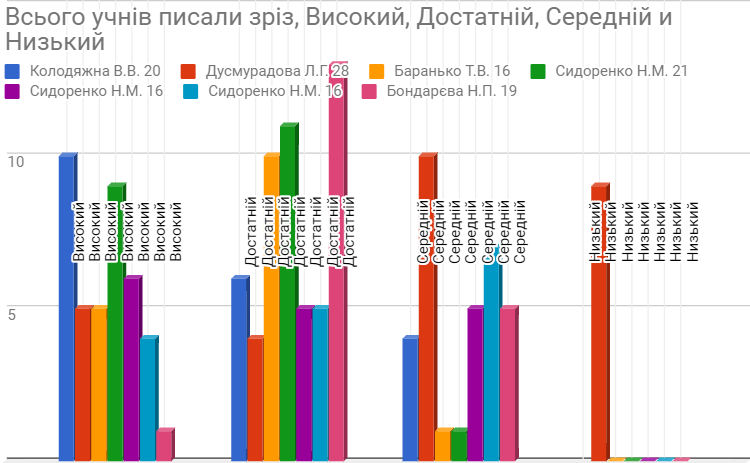 Всього учнів писали зріз, Високий, Достатній, Середній и
Низький
Колодяжна В.В. 20 Дусмурадова Л.Г. 28 Баранько Т.В. 16 Сидоренко Н.М. 21
Сидоренко Н.М. 16 Сидоренко Н.М. 16 Бондарєва Н.П. 19
10
5
Високий
Високий
Високий
Високий
Високий
Високий
Високий
Достатній
Достатній
Достатній
Достатній
Достатній
Достатній
Достатній
Середній
Середній
Середній
Середній
Середній
Середній
Середній
Низький
Низький
Низький
Низький
Низький
Низький
Низький